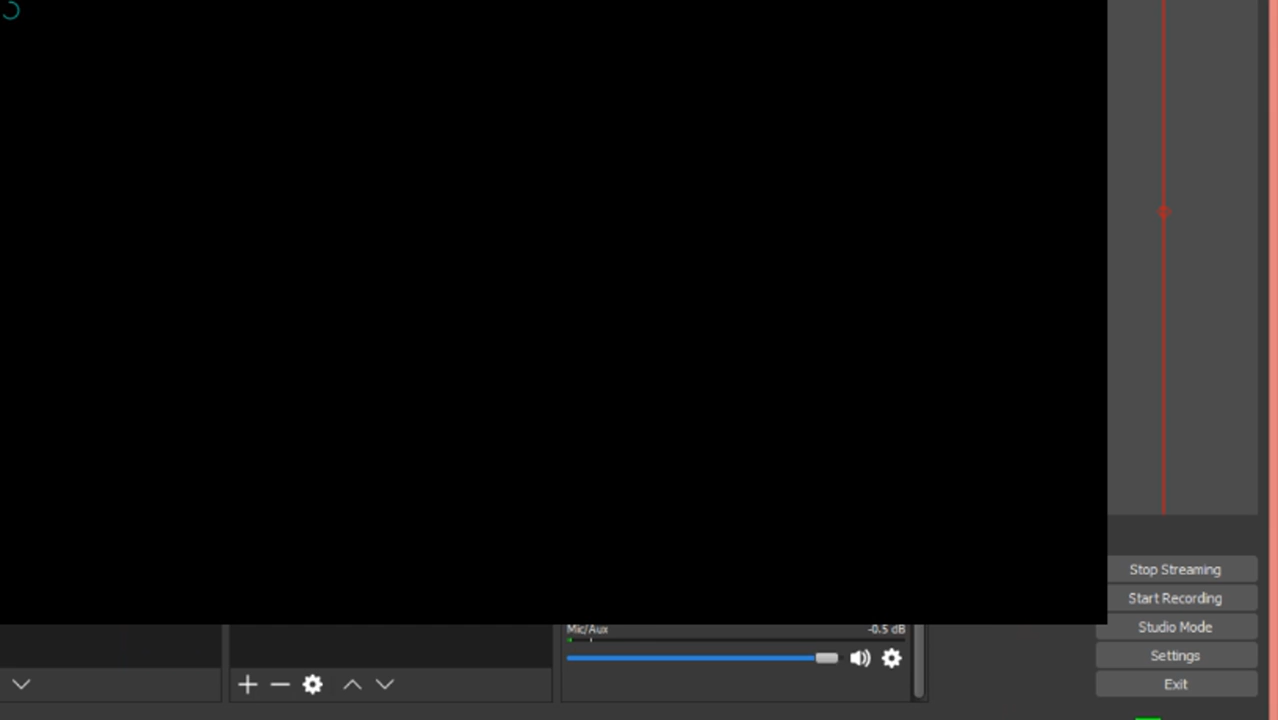 Stop Streaming
Start Recording
Mic/Aux -0.5 dB
Studio Mode
Settings
Exit